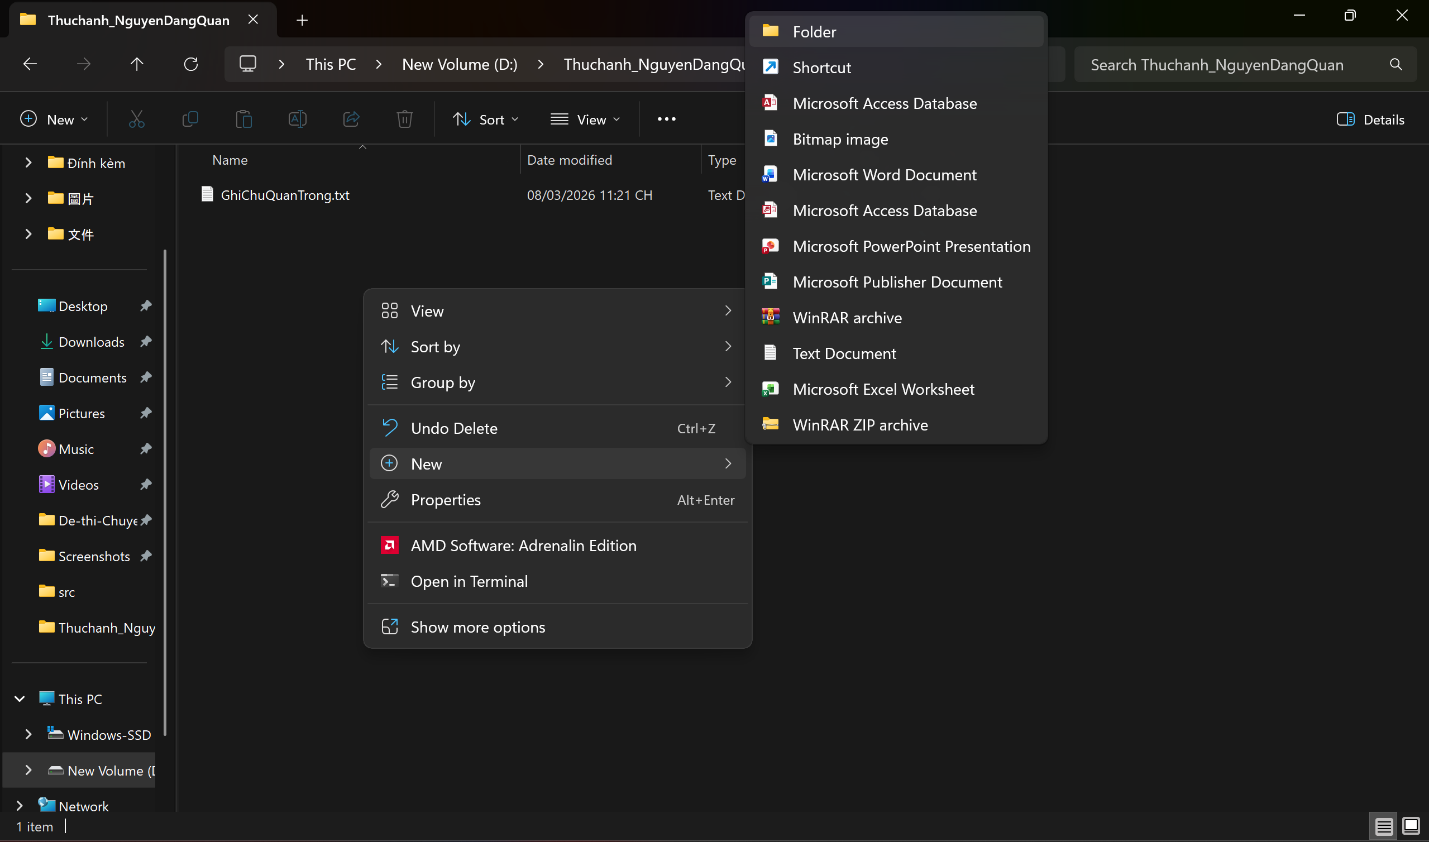 Thuchanh_NguyenDangQuan
This PC
New Volume (D:)
Thuchanh_NguyenDangQu
Search Thuchanh_NguyenDangQuan
New
Sort
View
Details
Name
Date modified
Type
GhiChuQuanTrong.txt
08/03/2026 11:21 CH
Text D
Đính kèm
圖片
文件
Desktop
Downloads
Documents
Pictures
Music
Videos
De-thi-Chuye
Screenshots
src
Thuchanh_Nguy
This PC
Windows-SSD
New Volume (D
Network
1 item
View
Sort by
Group by
Undo Delete Ctrl+Z
New
Properties Alt+Enter
AMD Software: Adrenalin Edition
Open in Terminal
Show more options
Folder
Shortcut
Microsoft Access Database
Bitmap image
Microsoft Word Document
Microsoft Access Database
Microsoft PowerPoint Presentation
Microsoft Publisher Document
WinRAR archive
Text Document
Microsoft Excel Worksheet
WinRAR ZIP archive